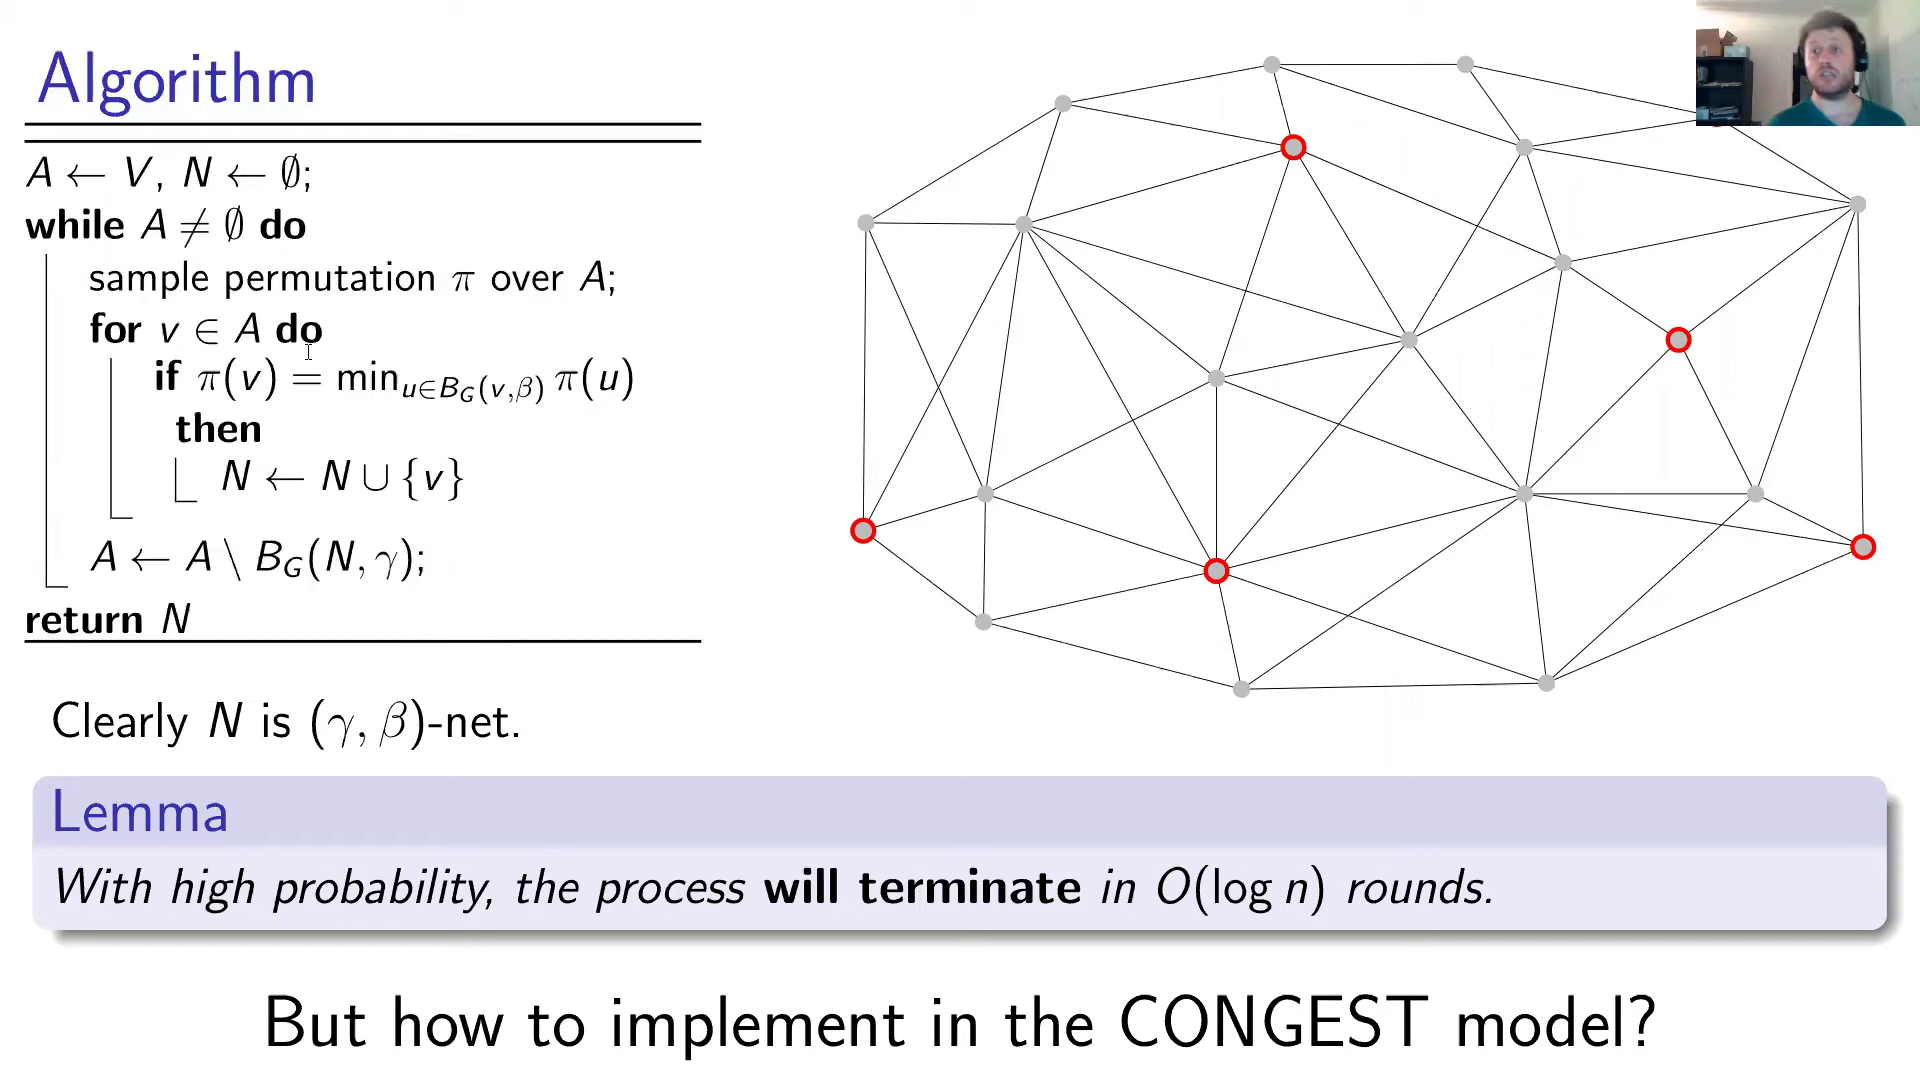 Algorithm
A ← V, N ← ∅;
while A ≠ ∅ do
sample permutation π over A;
for v ∈ A do
if π(v) = min_{u∈B_G(v,β)} π(u)
then
N ← N ∪ {v}
A ← A \ B_G(N, γ);
return N
Clearly N is (γ, β)-net.
Lemma
With high probability, the process will terminate in O(log n) rounds.
But how to implement in the CONGEST model?